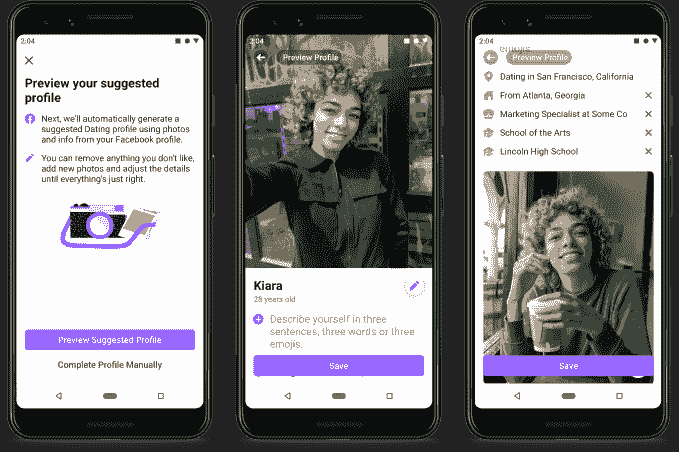 2:04
Preview your suggested
profile
Next, we'll automatically generate a
suggested Dating profile using photos
and info from your Facebook profile.
You can remove anything you don't like,
add new photos and adjust the details
until everything's just right.
Preview Suggested Profile
Complete Profile Manually
2:04
Preview Profile
Kiara
28 years old
Describe yourself in three
sentences, three words or three
emojis.
Save
2:04
Preview Profile
Dating in San Francisco, California
From Atlanta, Georgia
Marketing Specialist at Some Co
School of the Arts
Lincoln High School
Save